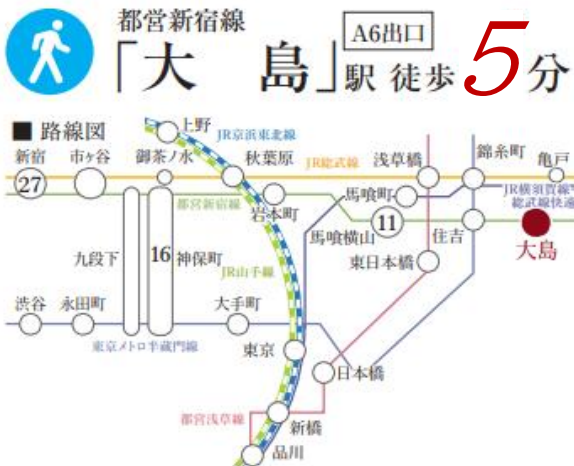 都営新宿線
「大 島」駅 A6出口 徒歩5分
■ 路線図
上野
JR京浜東北線
新宿 市ヶ谷 御茶ノ水 秋葉原 JR総武線 浅草橋 錦糸町 亀戸
27
馬喰町
JR横須賀線
総武線快速
都営新宿線
岩本町
11
馬喰横山
住吉
大島
九段下 16 神保町
東日本橋
JR山手線
渋谷 永田町 大手町
東京メトロ半蔵門線
東京
日本橋
都営浅草線
新橋
品川